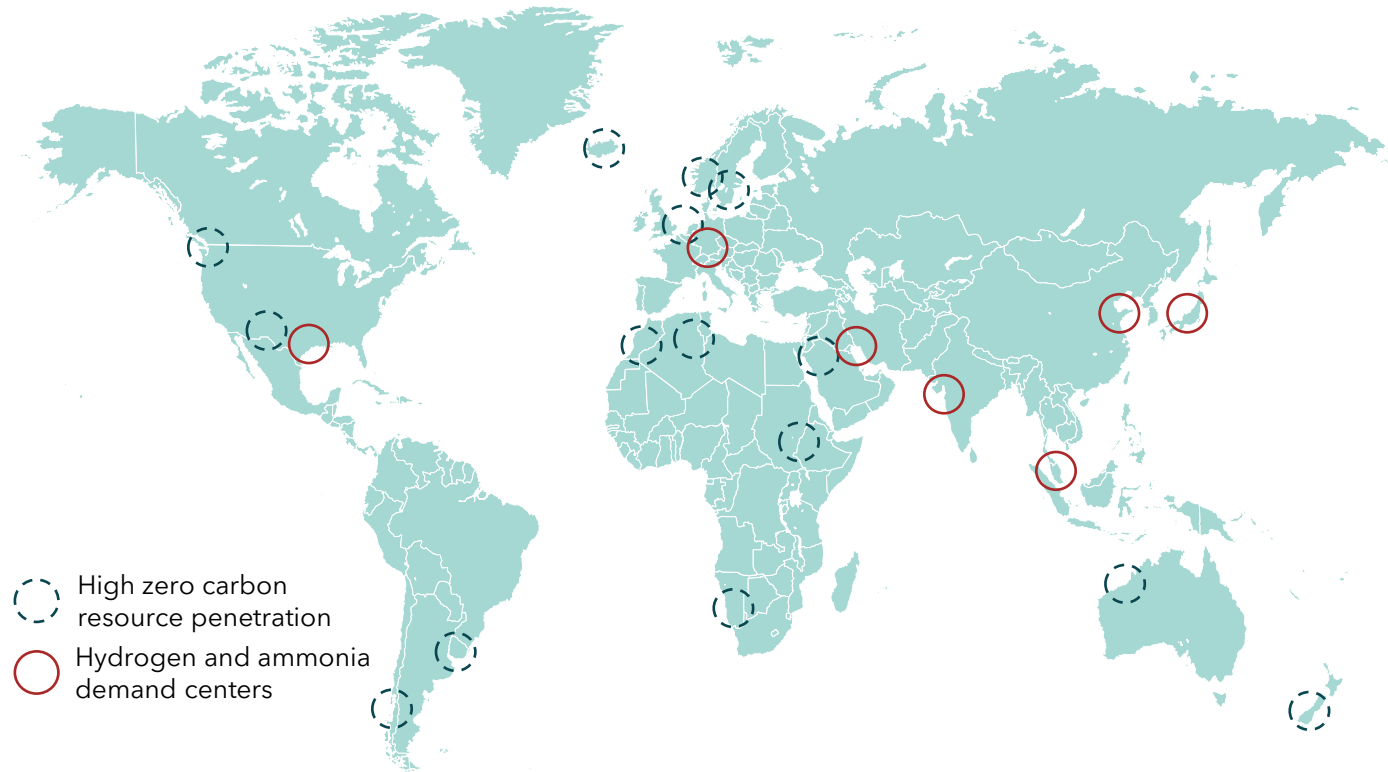 High zero carbon
resource penetration
Hydrogen and ammonia
demand centers